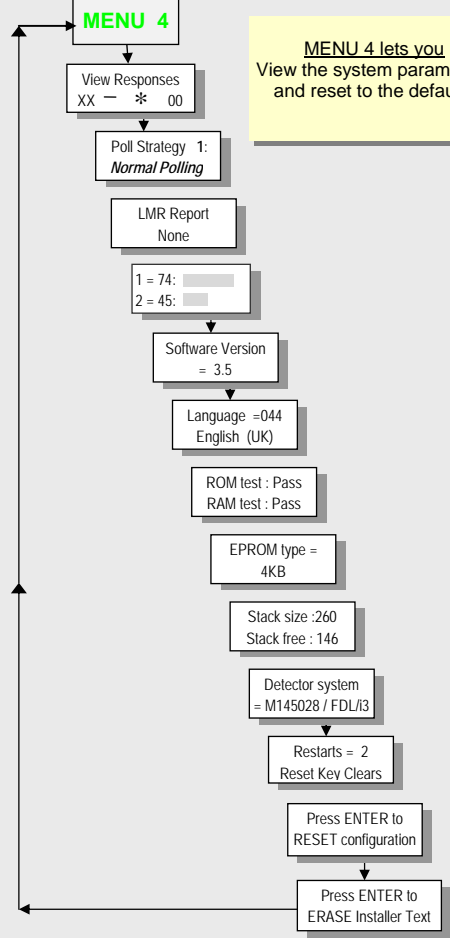 MENU 4
MENU 4 lets you
View the system param
and reset to the defau
View Responses
XX — * 00
Poll Strategy 1:
Normal Polling
LMR Report
None
1 = 74:
2 = 45:
Software Version
= 3.5
Language =044
English (UK)
ROM test : Pass
RAM test : Pass
EPROM type =
4KB
Stack size :260
Stack free : 146
Detector system
= M145028 / FDL/i3
Restarts = 2
Reset Key Clears
Press ENTER to
RESET configuration
Press ENTER to
ERASE Installer Text